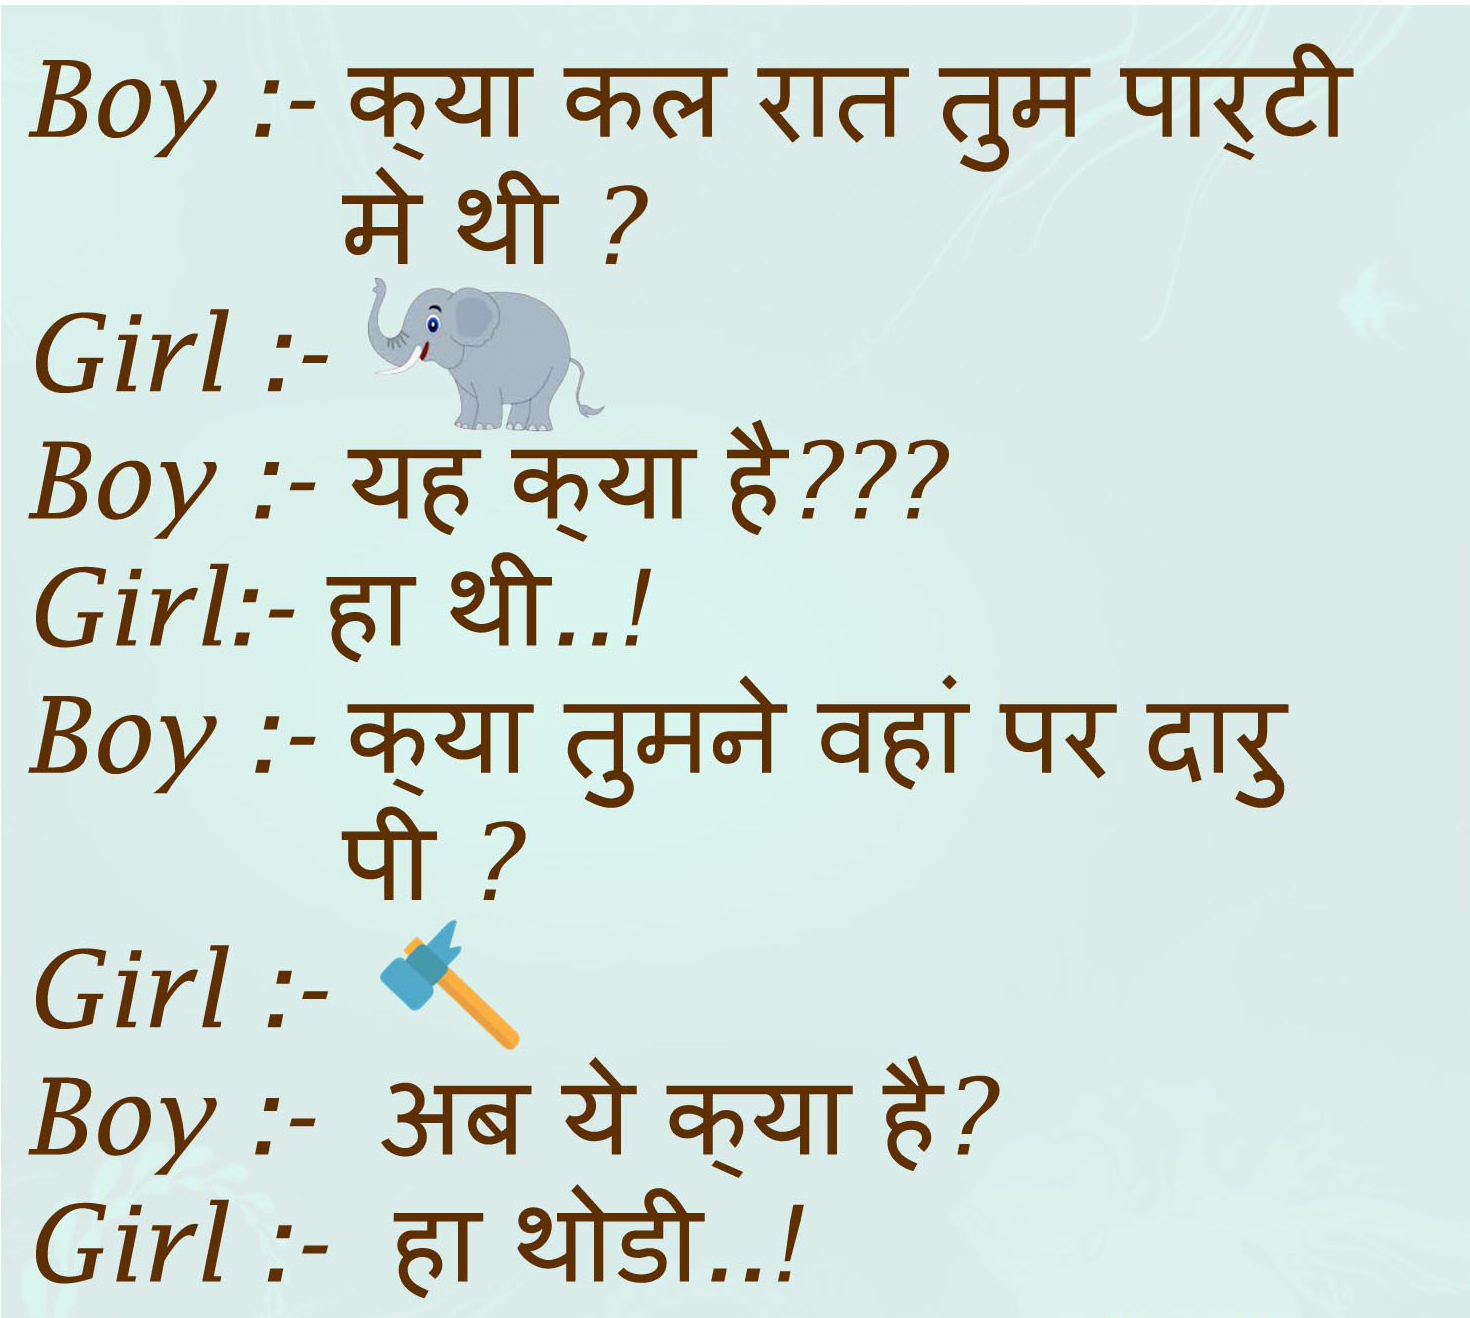 Boy :- क्या कल रात तुम पार्टी
मे थी ?
Girl :-
Boy :- यह क्या है???
Girl:- हा थी..!
Boy :- क्या तुमने वहां पर दारु
पी ?
Girl :-
Boy :- अब ये क्या है?
Girl :- हा थोडी..!